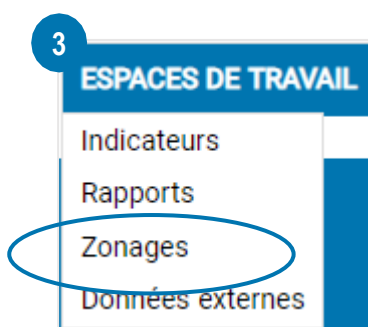 3
ESPACES DE TRAVAIL
Indicateurs
Rapports
Zonages
Données externes